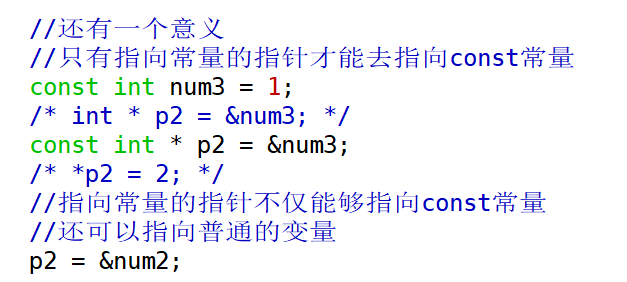 //还有一个意义
//只有指向常量的指针才能去指向const常量
const int num3 = 1;
/* int * p2 = &num3; */
const int * p2 = &num3;
/* *p2 = 2; */
//指向常量的指针不仅能够指向const常量
//还可以指向普通的变量
p2 = &num2;